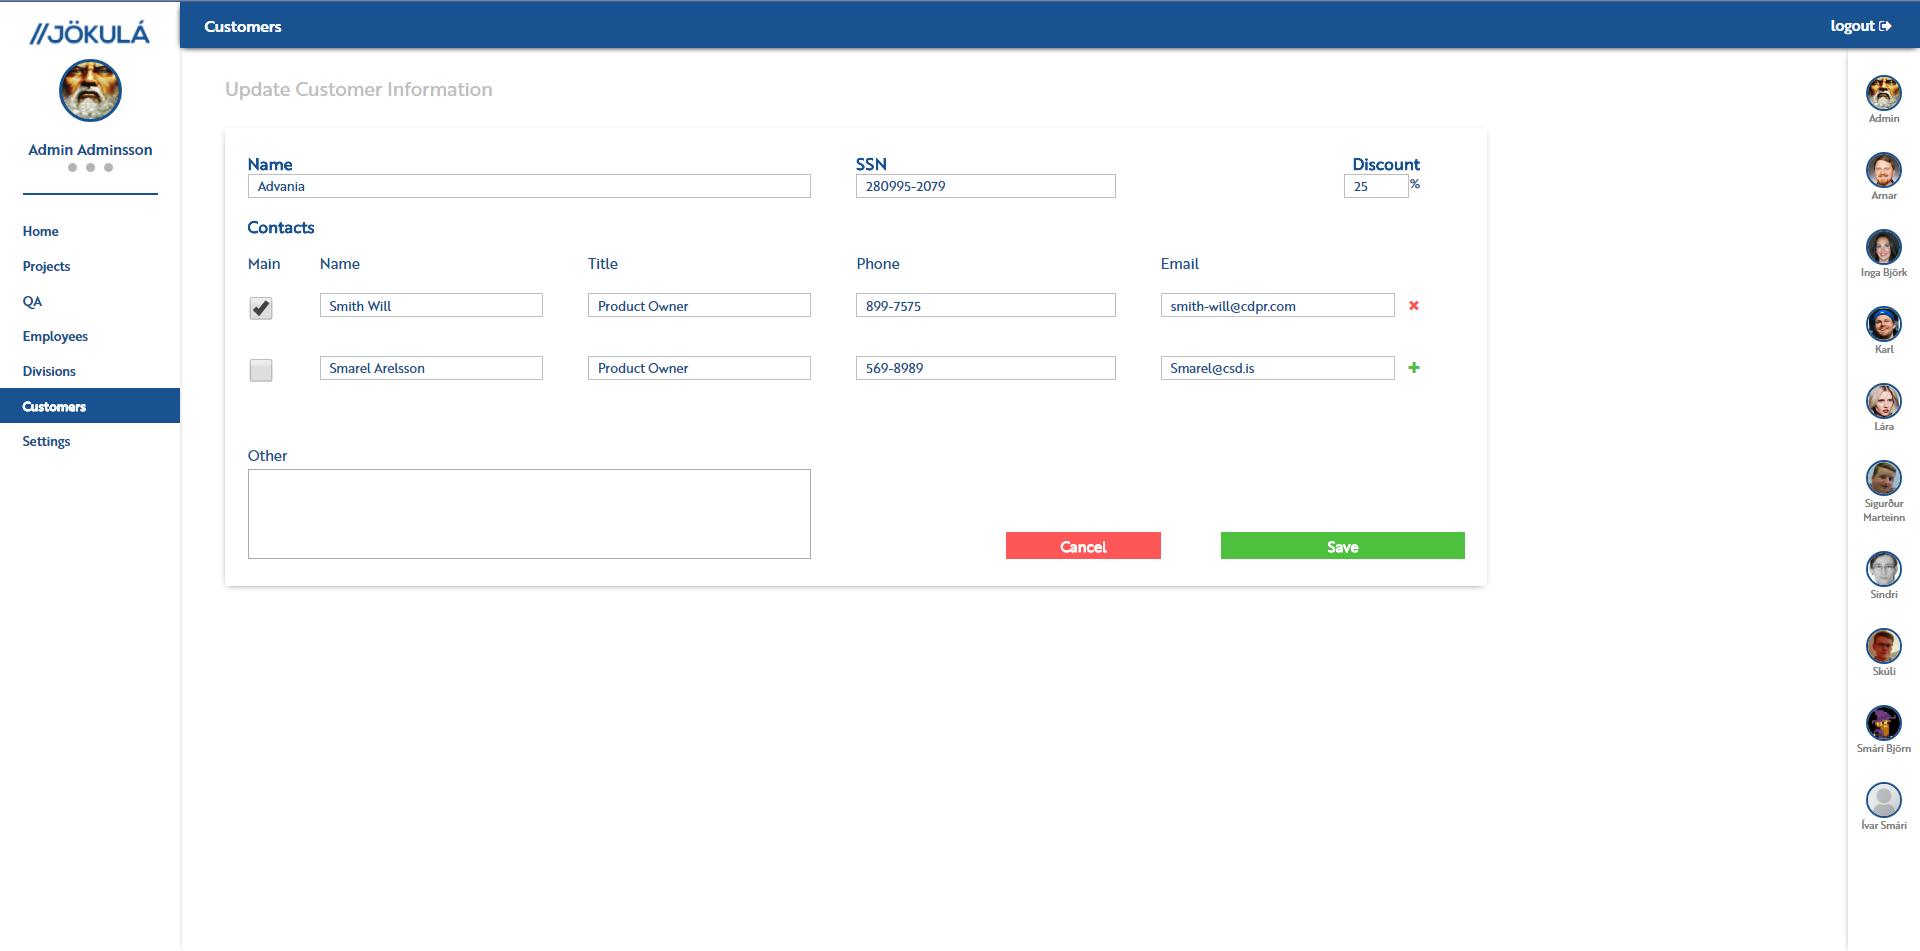 //JÖKULÁ
Customers
logout
Admin Adminsson
Home
Projects
QA
Employees
Divisions
Customers
Settings
Update Customer Information
Name
SSN
Discount
Advania
280995-2079
25
%
Contacts
Main
Name
Title
Phone
Email
Smith Will
Product Owner
899-7575
smith-will@cdpr.com
Smarel Arelsson
Product Owner
569-8989
Smarel@csd.is
Other
Cancel
Save
Admin
Arnar
Inga Björk
Karl
Lára
Sigurður
Marteinn
Sindri
Skúli
Smári Björn
Ívar Smári